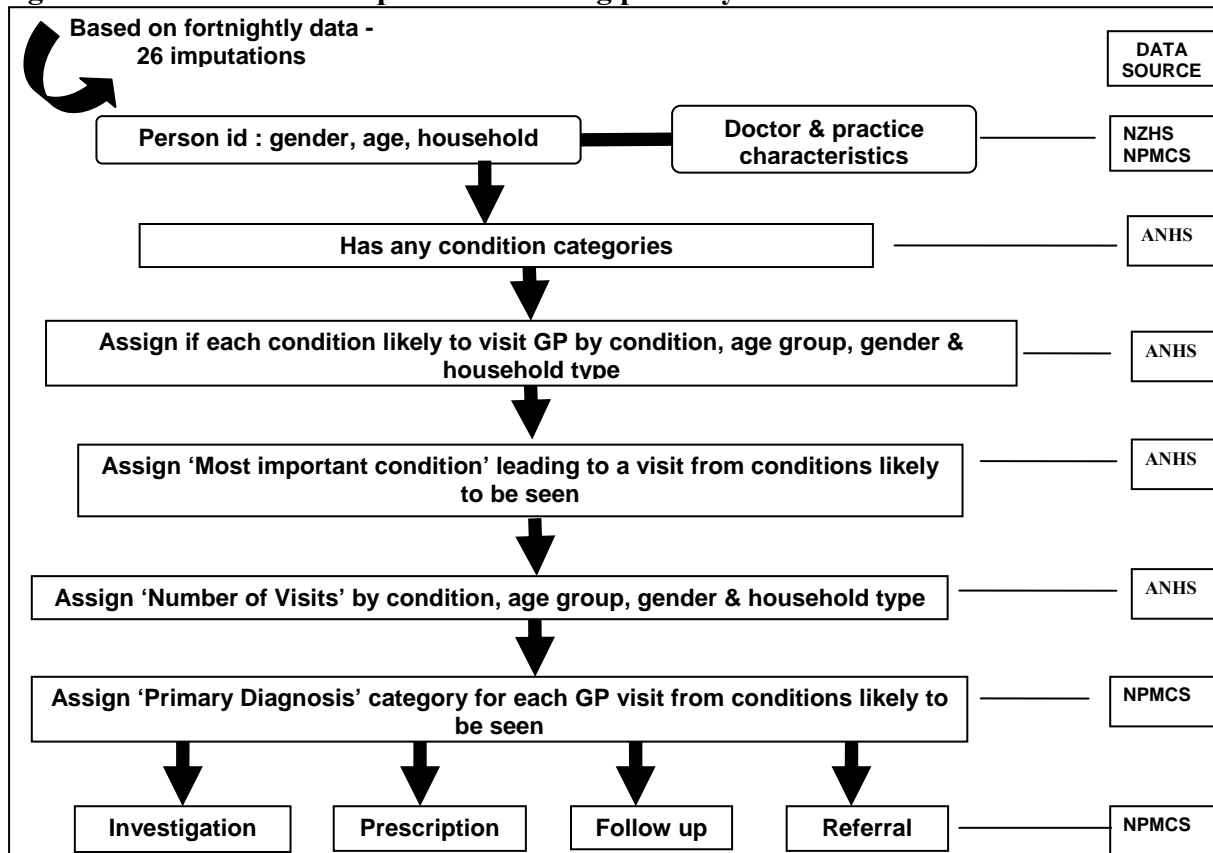 Based on fortnightly data -
26 imputations
DATA
SOURCE
Person id : gender, age, household
Doctor & practice
characteristics
NZHS
NPMCS
Has any condition categories
ANHS
Assign if each condition likely to visit GP by condition, age group, gender &
household type
ANHS
Assign ‘Most important condition’ leading to a visit from conditions likely
to be seen
ANHS
Assign ‘Number of Visits’ by condition, age group, gender & household type
ANHS
Assign ‘Primary Diagnosis’ category for each GP visit from conditions likely to
be seen
NPMCS
Investigation
Prescription
Follow up
Referral
NPMCS